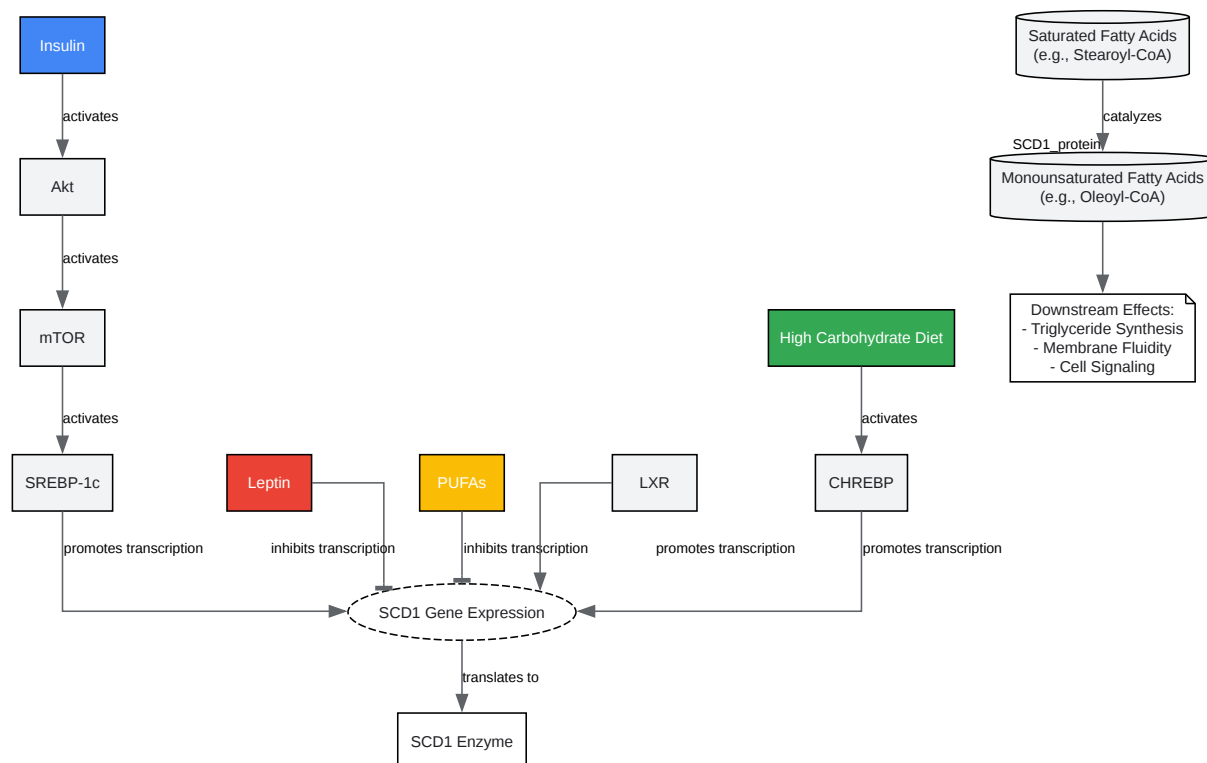 Insulin
Saturated Fatty Acids
(e.g., Stearoyl-CoA)
activates
catalyzes
SCD1_protein
Akt
Monounsaturated Fatty Acids
(e.g., Oleoyl-CoA)
activates
mTOR
High Carbohydrate Diet
Downstream Effects:
- Triglyceride Synthesis
- Membrane Fluidity
- Cell Signaling
activates
activates
SREBP-1c
Leptin
PUFAs
LXR
CHREBP
promotes transcription
inhibits transcription
inhibits transcription
promotes transcription
promotes transcription
SCD1 Gene Expression
translates to
SCD1 Enzyme